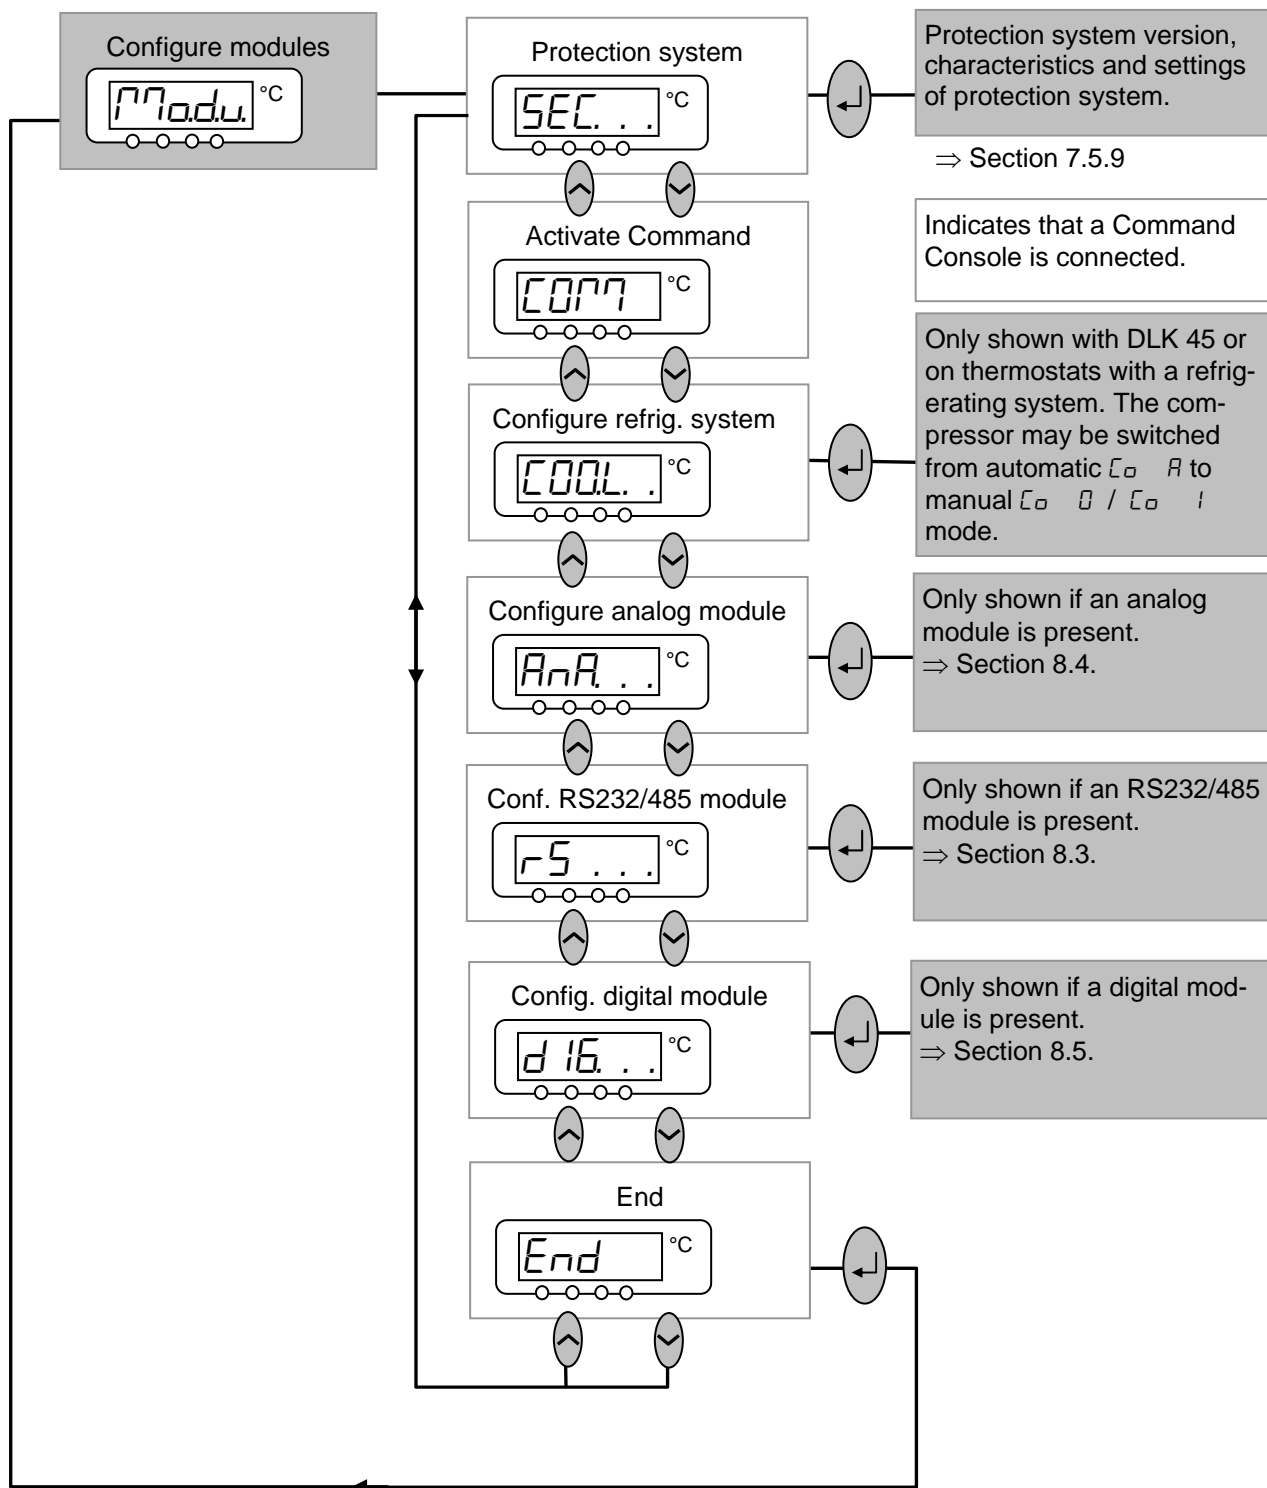 Configure modules
Mo.d.u.
°C
Protection system
SEC. . .
°C
Protection system version,
characteristics and settings
of protection system.
⇒ Section 7.5.9
Activate Command
COM
°C
Indicates that a Command
Console is connected.
Configure refrig. system
COOL. .
°C
Only shown with DLK 45 or
on thermostats with a refrig-
erating system. The com-
pressor may be switched
from automatic Co A to
manual Co 0 / Co 1
mode.
Configure analog module
AnA. . .
°C
Only shown if an analog
module is present.
⇒ Section 8.4.
Conf. RS232/485 module
rS . . .
°C
Only shown if an RS232/485
module is present.
⇒ Section 8.3.
Config. digital module
dIG. . .
°C
Only shown if a digital mod-
ule is present.
⇒ Section 8.5.
End
End
°C